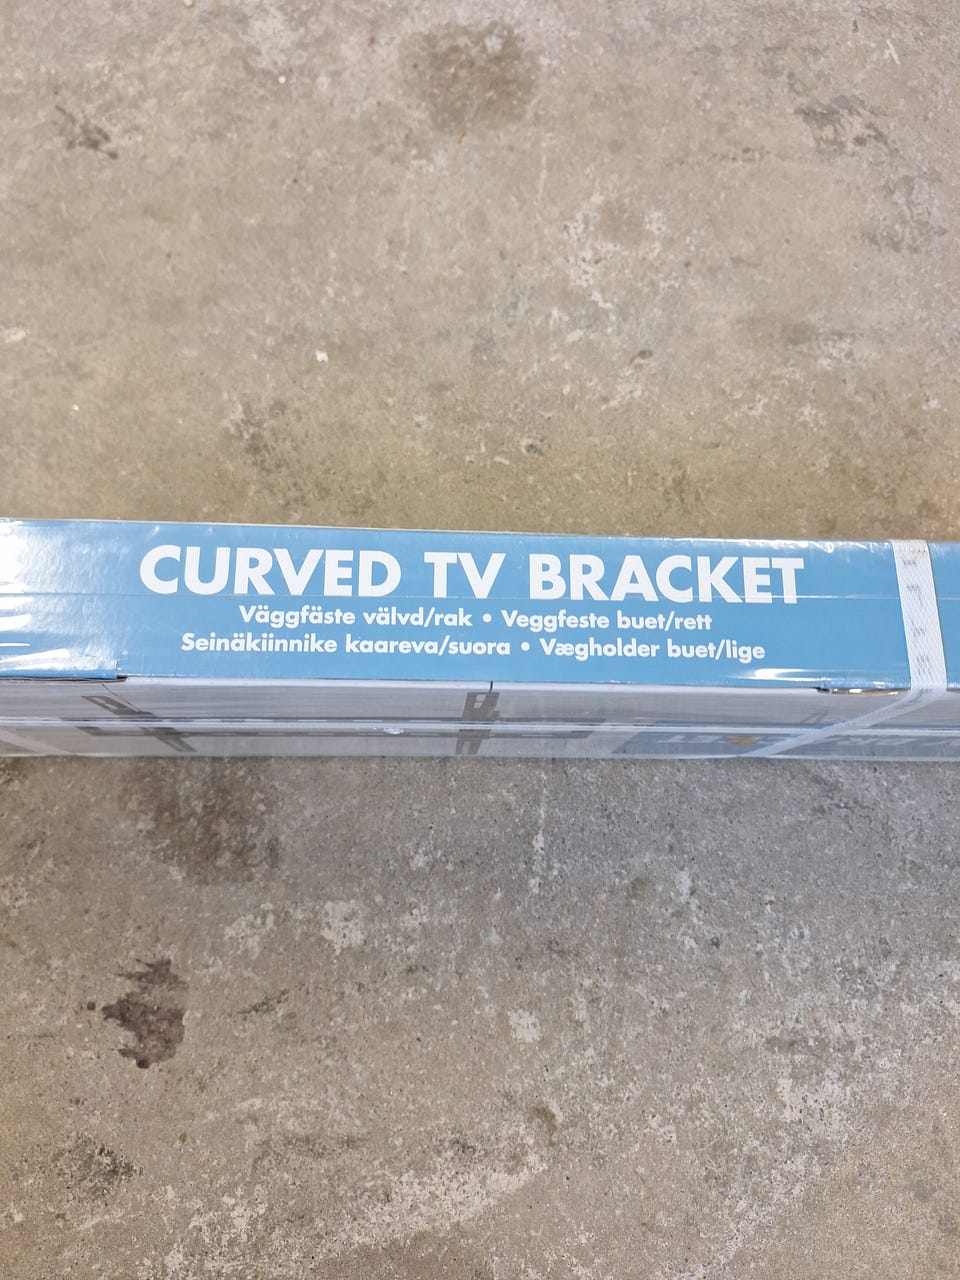 CURVED TV BRACKET
Väggfäste välvd/rak • Veggfeste buet/rett
Seinäkiinnike kaareva/suora • Vægholder buet/lige